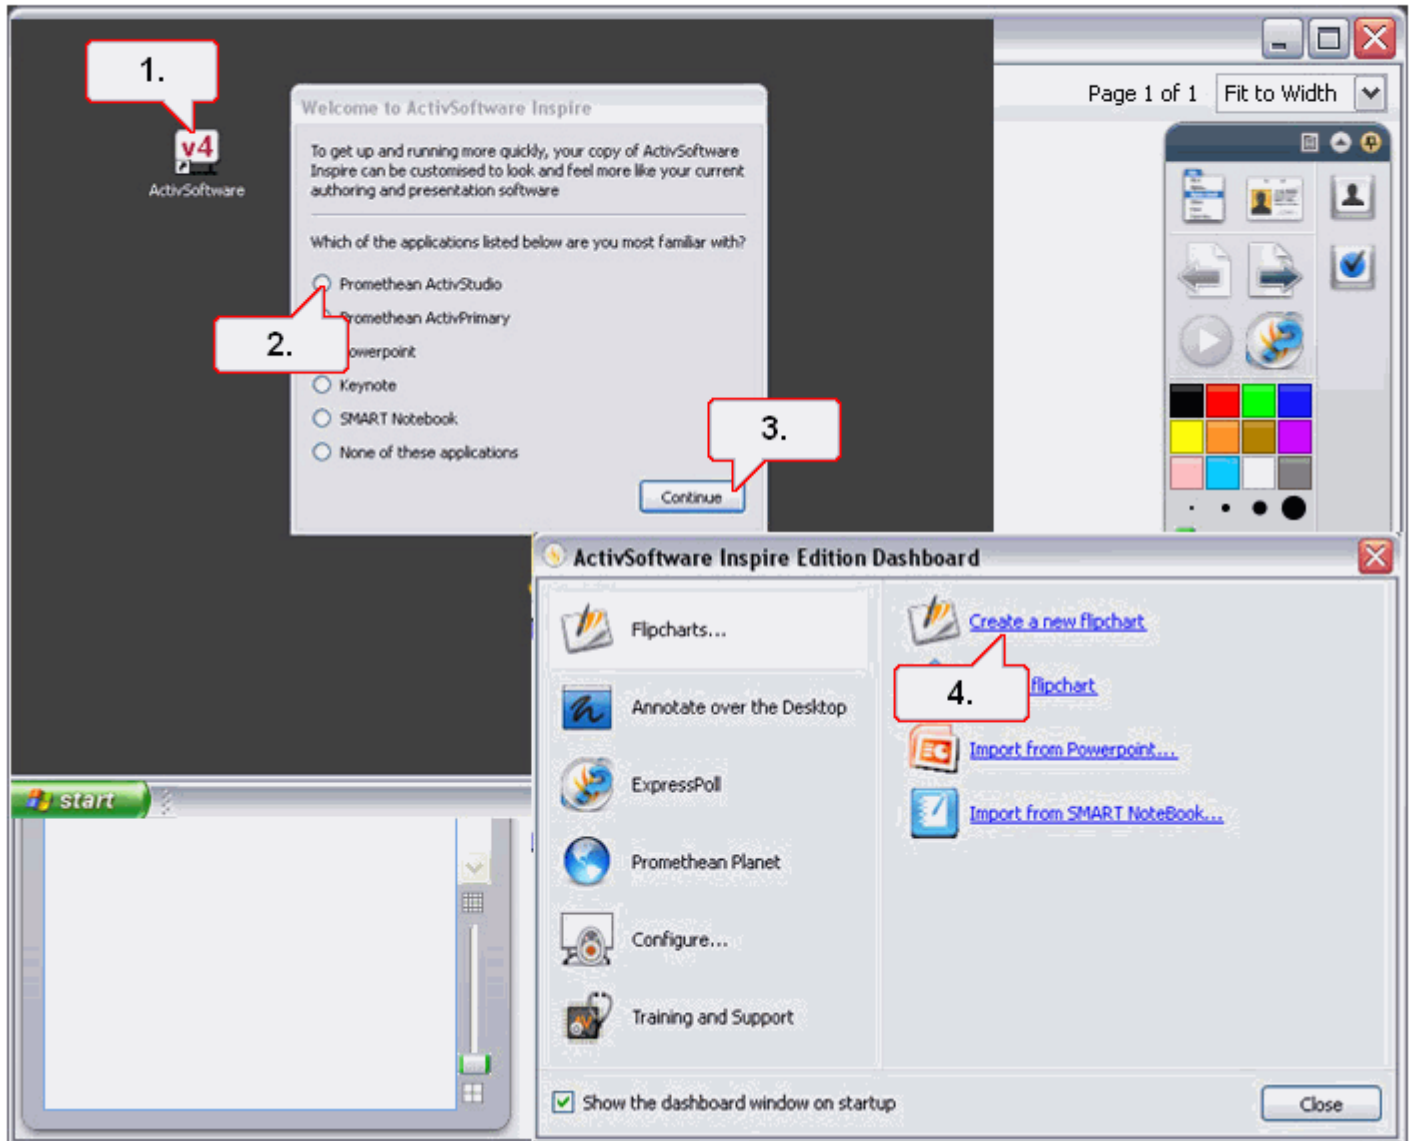 1.
v4
ActivSoftware
Welcome to ActivSoftware Inspire
To get up and running more quickly, your copy of ActivSoftware
Inspire can be customised to look and feel more like your current
authoring and presentation software
Which of the applications listed below are you most familiar with?
Promethean ActivStudio
Promethean ActivPrimary
2.
owerpoint
Keynote
SMART Notebook
None of these applications
3.
Continue
Page 1 of 1
Fit to Width
ActivSoftware Inspire Edition Dashboard
Flipcharts...
Annotate over the Desktop
ExpressPoll
Promethean Planet
Configure...
Training and Support
Create a new flipchart
4.
flipchart
Import from Powerpoint...
Import from SMART NoteBook...
Show the dashboard window on startup
Close
start